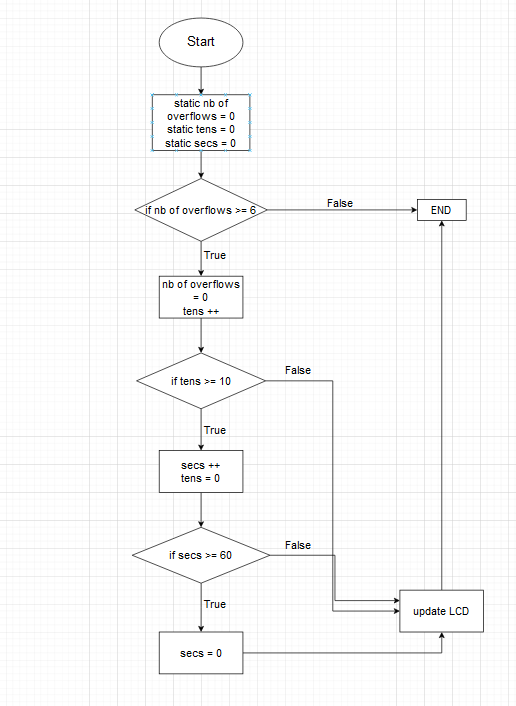 Start
static nb of
overflows = 0
static tens = 0
static secs = 0
if nb of overflows >= 6
False
END
True
nb of overflows
= 0
tens ++
if tens >= 10
False
True
secs ++
tens = 0
if secs >= 60
False
True
update LCD
secs = 0